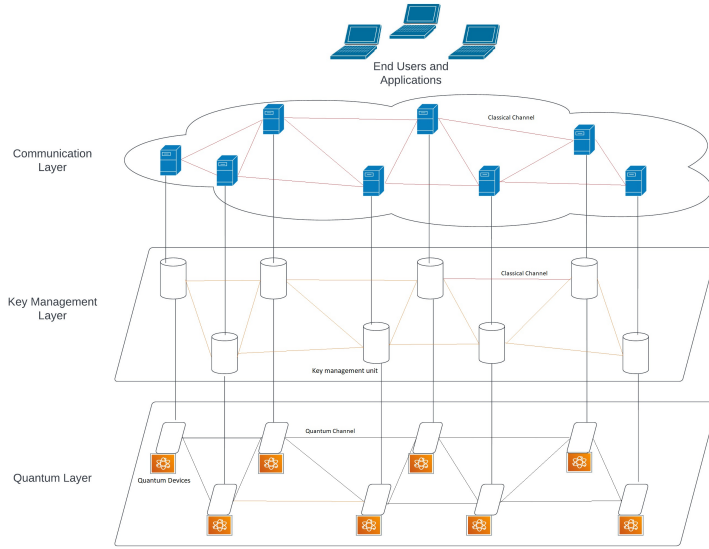 End Users and
Applications
Classical Channel
Communication
Layer
Classical Channel
Key Management
Layer
Key management unit
Quantum Channel
Quantum Layer
Quantum Devices